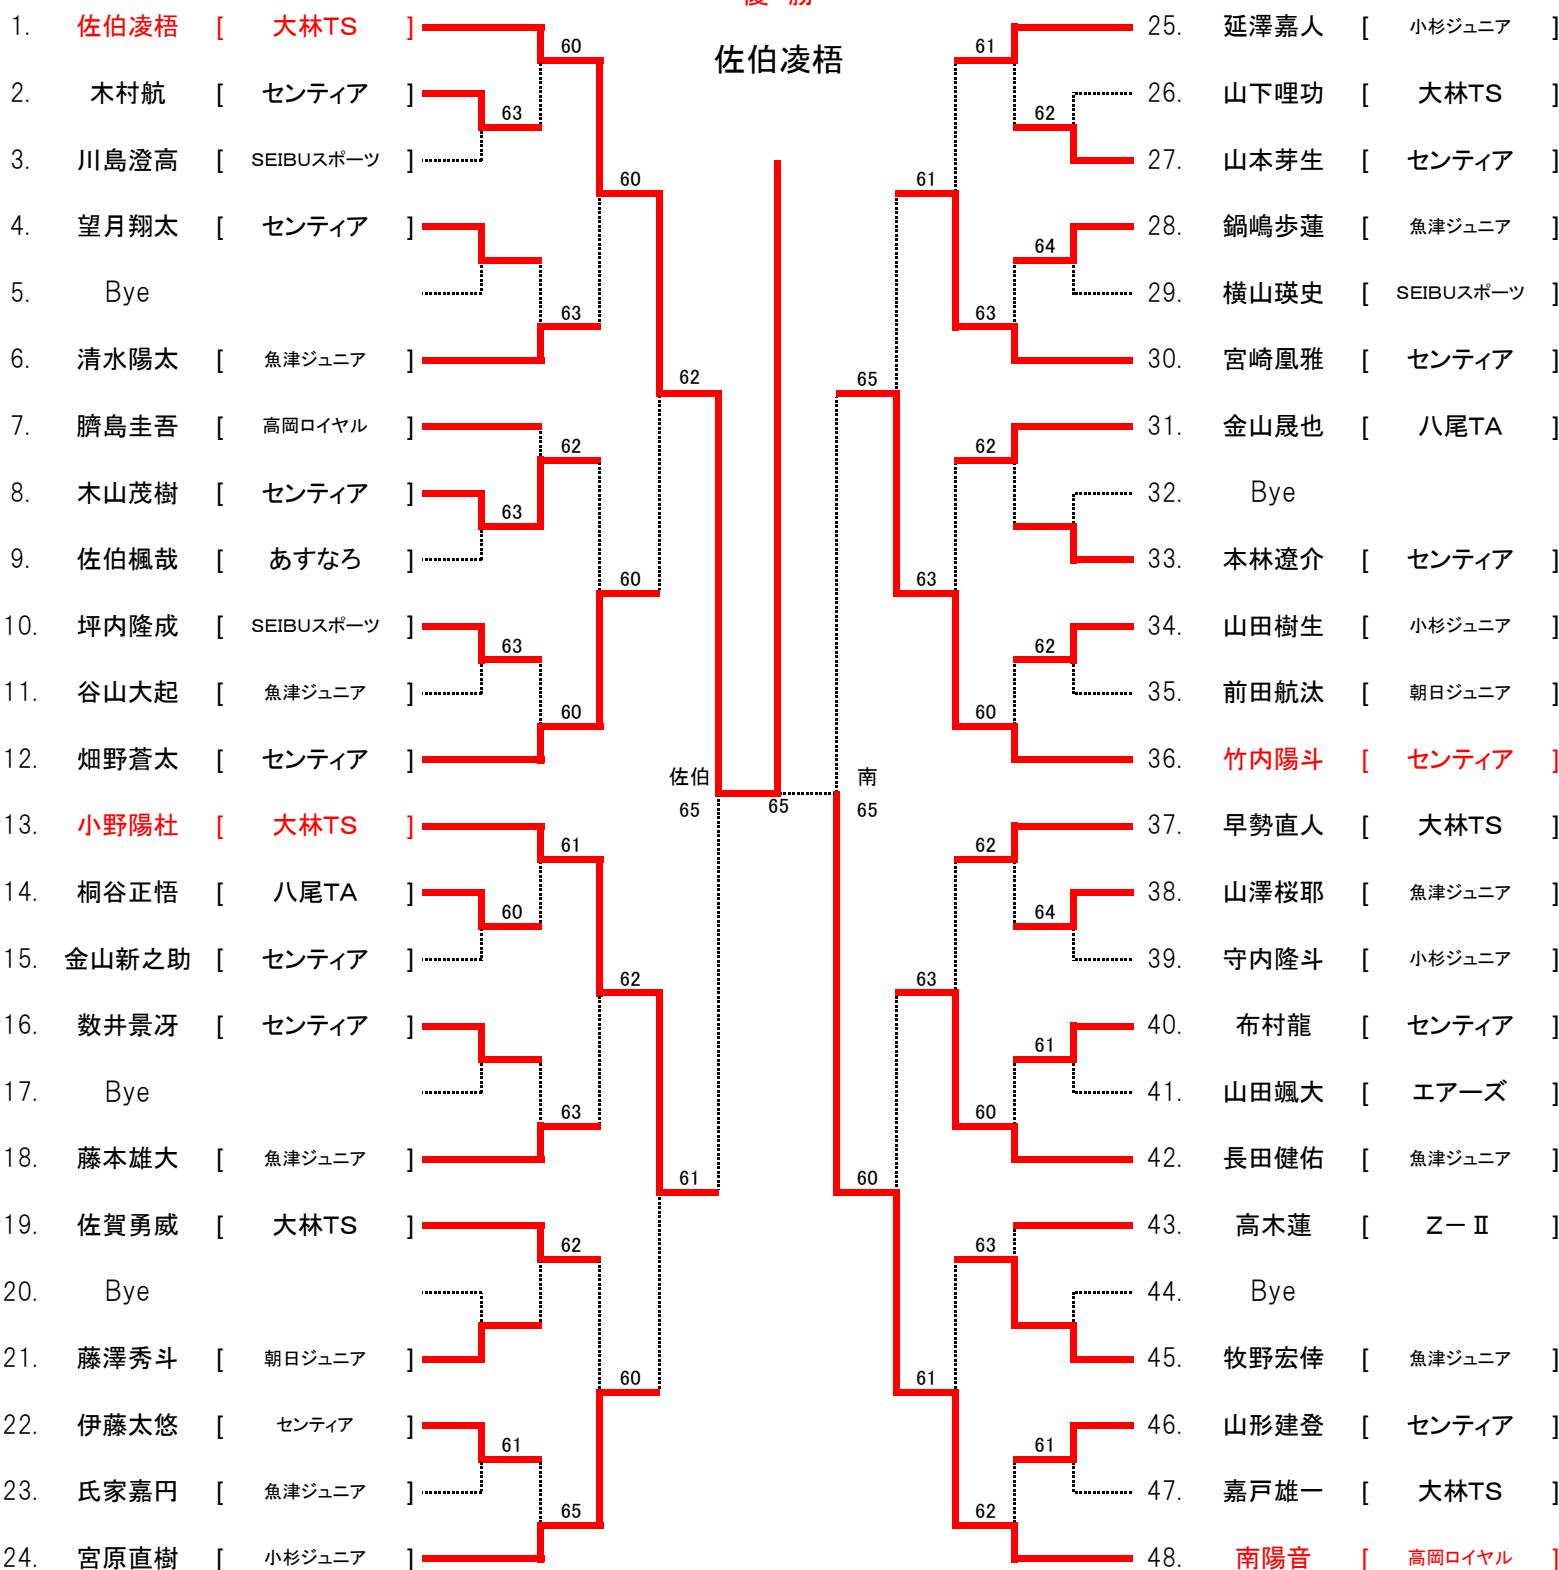 優 勝
佐伯凌梧
1. 佐伯凌梧 [ 大林TS ]
60
2. 木村航 [ センティア ]
63
3. 川島澄高 [ SEIBUスポーツ ]
60
4. 望月翔太 [ センティア ]
5. Bye
63
6. 清水陽太 [ 魚津ジュニア ]
62
7. 臍島圭吾 [ 高岡ロイヤル ]
62
8. 木山茂樹 [ センティア ]
63
9. 佐伯楓哉 [ あすなろ ]
60
10. 坪内隆成 [ SEIBUスポーツ ]
63
11. 谷山大起 [ 魚津ジュニア ]
60
12. 畑野蒼太 [ センティア ]
佐伯
65
65
13. 小野陽杜 [ 大林TS ]
61
14. 桐谷正悟 [ 八尾TA ]
60
15. 金山新之助 [ センティア ]
62
16. 数井景冴 [ センティア ]
17. Bye
63
18. 藤本雄大 [ 魚津ジュニア ]
61
19. 佐賀勇威 [ 大林TS ]
62
20. Bye
21. 藤澤秀斗 [ 朝日ジュニア ]
60
22. 伊藤太悠 [ センティア ]
61
23. 氏家嘉円 [ 魚津ジュニア ]
65
24. 宮原直樹 [ 小杉ジュニア ]
25. 延澤嘉人 [ 小杉ジュニア ]
61
26. 山下哩功 [ 大林TS ]
62
27. 山本芽生 [ センティア ]
61
28. 鍋嶋歩蓮 [ 魚津ジュニア ]
64
29. 横山瑛史 [ SEIBUスポーツ ]
63
30. 宮崎凰雅 [ センティア ]
65
31. 金山晟也 [ 八尾TA ]
62
32. Bye
33. 本林遼介 [ センティア ]
63
34. 山田樹生 [ 小杉ジュニア ]
62
35. 前田航汰 [ 朝日ジュニア ]
60
36. 竹内陽斗 [ センティア ]
南
65
37. 早勢直人 [ 大林TS ]
62
38. 山澤桜耶 [ 魚津ジュニア ]
64
39. 守内隆斗 [ 小杉ジュニア ]
63
40. 布村龍 [ センティア ]
61
41. 山田颯大 [ エアーズ ]
60
42. 長田健佑 [ 魚津ジュニア ]
60
43. 高木蓮 [ Z－Ⅱ ]
63
44. Bye
45. 牧野宏倖 [ 魚津ジュニア ]
61
46. 山形建登 [ センティア ]
61
47. 嘉戸雄一 [ 大林TS ]
62
48. 南陽音 [ 高岡ロイヤル ]